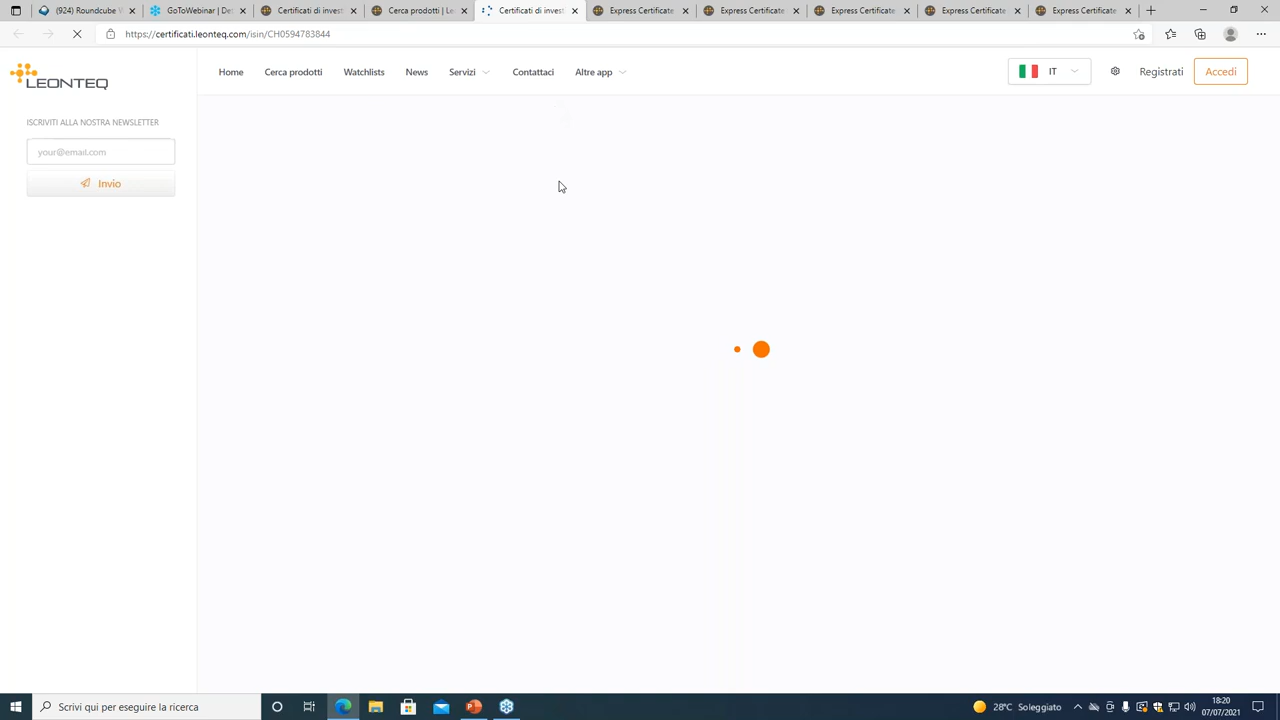 (924) Roundcube W
GoToWebinar | Det
Certificati di invest
Cerca prodotti | Le
Certificati di invest
Express Certificate
Express Certificate
Express Certificate
Express Certificate
Express Certificate
https://certificati.leonteq.com/isin/CH0594783844
LEONTEQ
Home
Cerca prodotti
Watchlists
News
Servizi
Contattaci
Altre app
IT
Registrati
Accedi
ISCRIVITI ALLA NOSTRA NEWSLETTER
your@email.com
Invio
Scrivi qui per eseguire la ricerca
28°C Soleggiato
18:20
07/07/2021